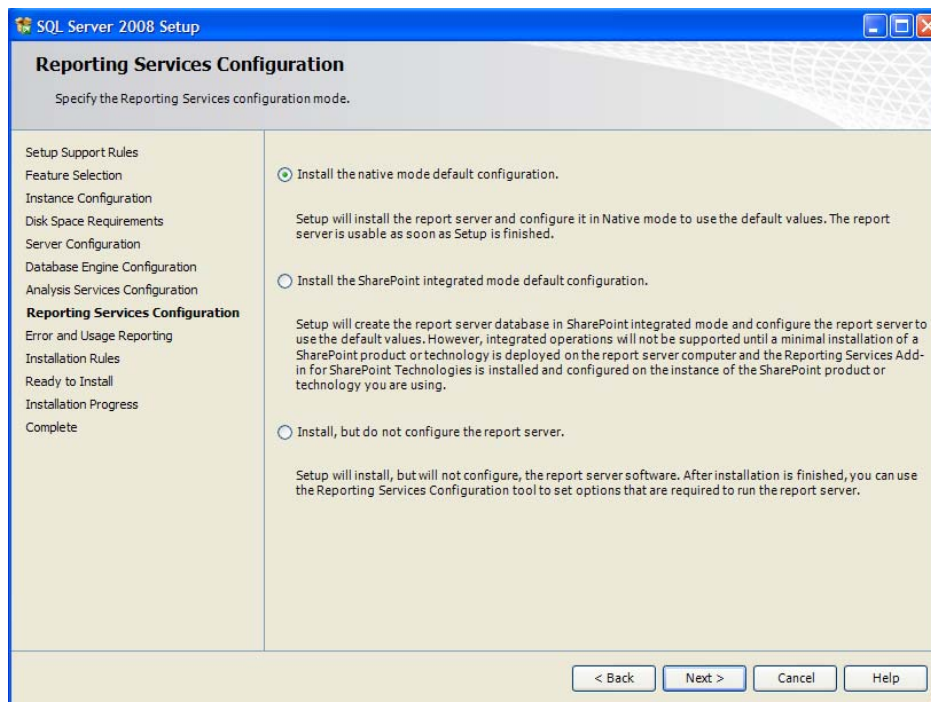 SQL Server 2008 Setup
Reporting Services Configuration
Specify the Reporting Services configuration mode.
Setup Support Rules
Feature Selection
Instance Configuration
Disk Space Requirements
Server Configuration
Database Engine Configuration
Analysis Services Configuration
Reporting Services Configuration
Error and Usage Reporting
Installation Rules
Ready to Install
Installation Progress
Complete
Install the native mode default configuration.
Setup will install the report server and configure it in Native mode to use the default values. The report
server is usable as soon as Setup is finished.
Install the SharePoint integrated mode default configuration.
Setup will create the report server database in SharePoint integrated mode and configure the report server to
use the default values. However, integrated operations will not be supported until a minimal installation of a
SharePoint product or technology is deployed on the report server computer and the Reporting Services Add-
in for SharePoint Technologies is installed and configured on the instance of the SharePoint product or
technology you are using.
Install, but do not configure the report server.
Setup will install, but will not configure, the report server software. After installation is finished, you can use
the Reporting Services Configuration tool to set options that are required to run the report server.
< Back
Next >
Cancel
Help